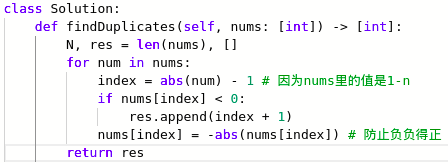 class Solution:
    def findDuplicates(self, nums: [int]) -> [int]:
        N, res = len(nums), []
        for num in nums:
            index = abs(num) - 1 # 因为nums里的值是1-n
            if nums[index] < 0:
                res.append(index + 1)
            nums[index] = -abs(nums[index]) # 防止负负得正
        return res